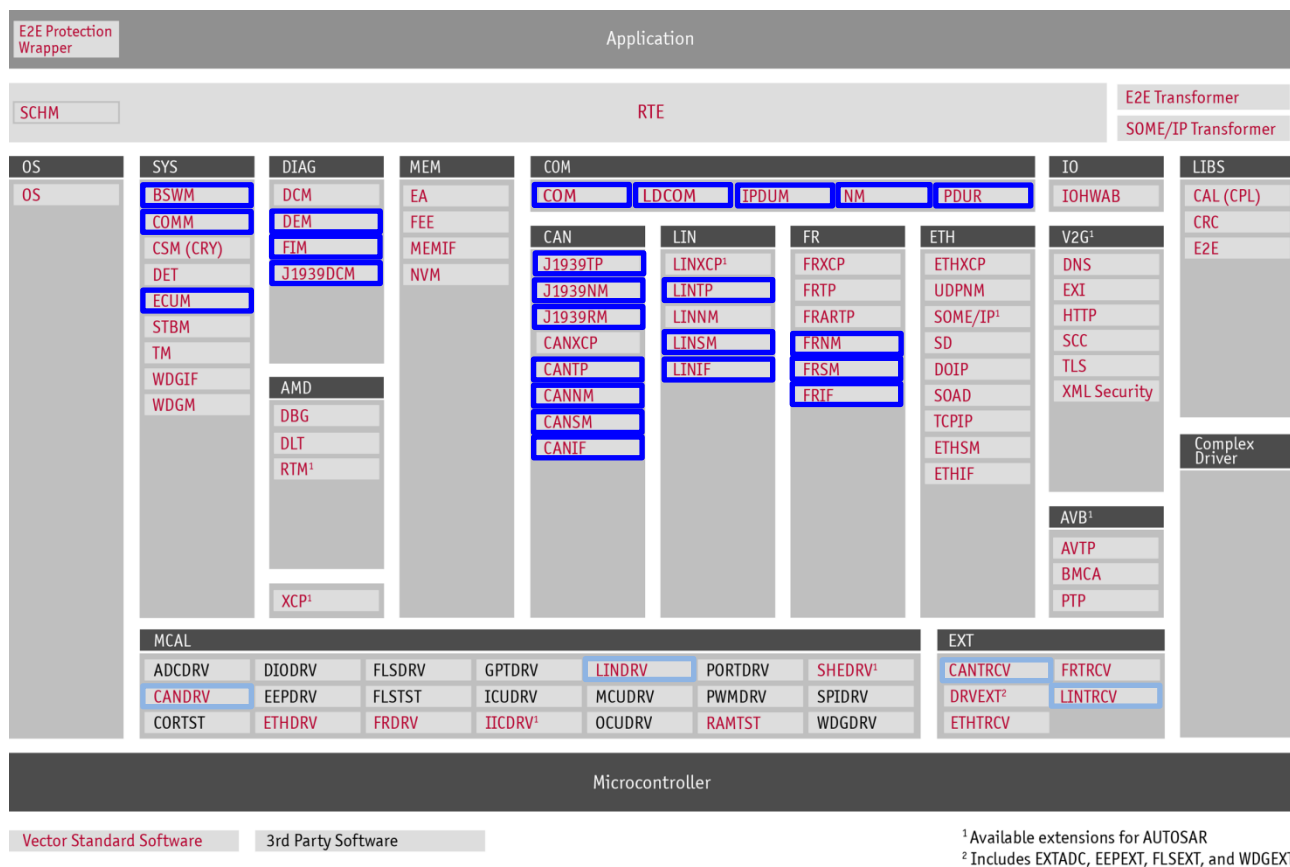 E2E Protection
Wrapper
Application
SCHM
RTE
E2E Transformer
SOME/IP Transformer
OS
OS
SYS
BSWM
COMM
CSM (CRY)
DET
ECUM
STBM
TM
WDGIF
WDGM
DIAG
DCM
DEM
FIM
J1939DCM
AMD
DBG
DLT
RTM¹
XCP¹
MEM
EA
FEE
MEMIF
NVM
COM
COM
LDCOM
IPDUM
NM
PDUR
CAN
J1939TP
J1939NM
J1939RM
CANXCP
CANTP
CANNM
CANSM
CANIF
LIN
LINXCP¹
LINTP
LINNM
LINSM
LINIF
FR
FRXCP
FRTP
FRARTP
FRNM
FRSM
FRIF
ETH
ETHXCP
UDPNM
SOME/IP¹
SD
DOIP
SOAD
TCPIP
ETHSM
ETHIF
IO
IOHWAB
V2G¹
DNS
EXI
HTTP
SCC
TLS
XML Security
AVB¹
AVTP
BMCA
PTP
LIBS
CAL (CPL)
CRC
E2E
Complex
Driver
MCAL
ADCDRV DIODRV FLSDRV GPTDRV LINDRV PORTDRV SHEDRV¹
CANDRV EEPDRV FLSTST ICUDRV MCUDRV PWMDRV SPIDRV
CORTST ETHDRV FRDRV IICDRV¹ OCUDRV RAMTST WDGDRV
EXT
CANTRCV FRTRCV
DRVEXT² LINTRCV
ETHTRCV
Microcontroller
Vector Standard Software
3rd Party Software
¹ Available extensions for AUTOSAR
² Includes EXTADC, EEPEXT, FLSEXT, and WDGEXT